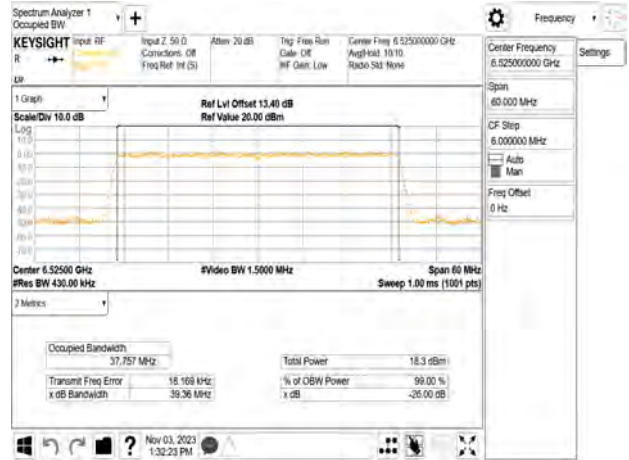 Spectrum Analyzer 1
Occupied BW
Frequency
KEYSIGHT
R
Input: RF
Input Z: 50 Ω
Corrections: Off
Freq Ref: Int (S)
Atten: 20 dB
Trig: Free Run
Gate: Off
#IF Gain: Low
Center Freq: 6.525000000 GHz
Avg|Hold: 10/10
Radio Std: None
Center Frequency
6.525000000 GHz
Settings
Span
60.000 MHz
CF Step
6.000000 MHz
Auto
Man
Freq Offset
0 Hz
1 Graph
Scale/Div 10.0 dB
Ref Lvl Offset 13.40 dB
Ref Value 20.00 dBm
Log
Center 6.52500 GHz
#Res BW 430.00 kHz
#Video BW 1.5000 MHz
Span 60 MHz
Sweep 1.00 ms (1001 pts)
2 Metrics
Occupied Bandwidth
37.757 MHz
Total Power 18.3 dBm
Transmit Freq Error 18.169 kHz
% of OBW Power 99.00 %
x dB Bandwidth 39.36 MHz
x dB -26.00 dB
Nov 03, 2023
1:32:23 PM